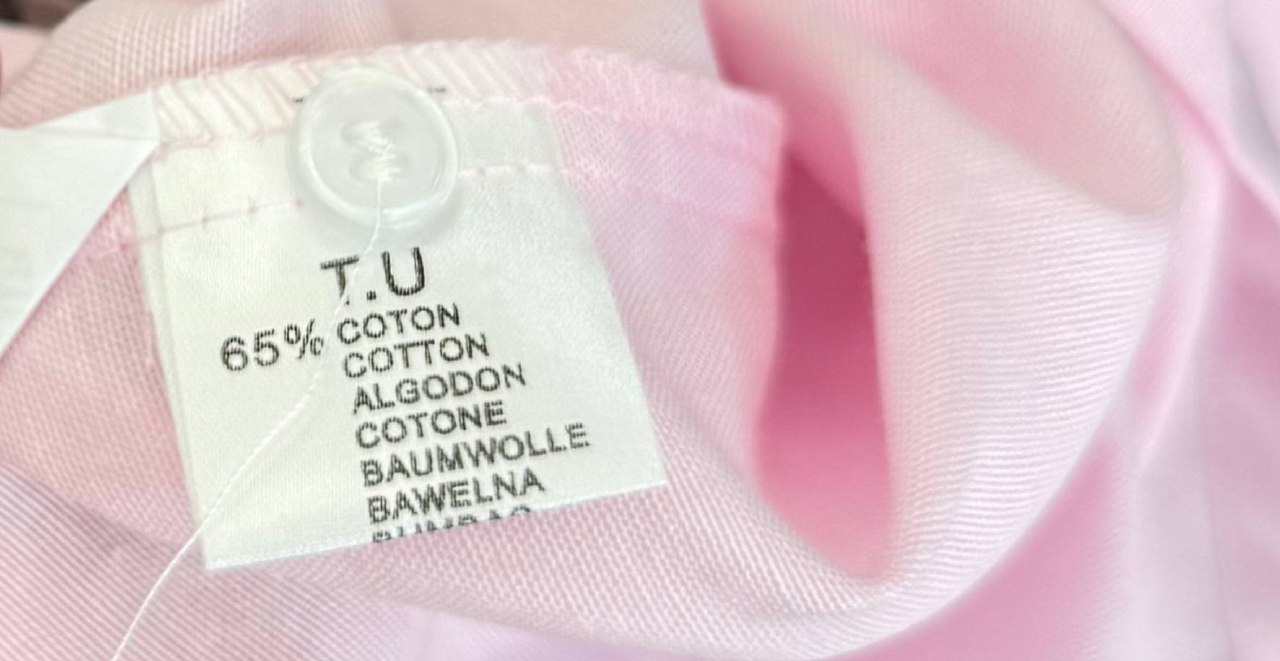 T.U
65% COTON
COTTON
ALGODON
COTONE
BAUMWOLLE
BAWELNA